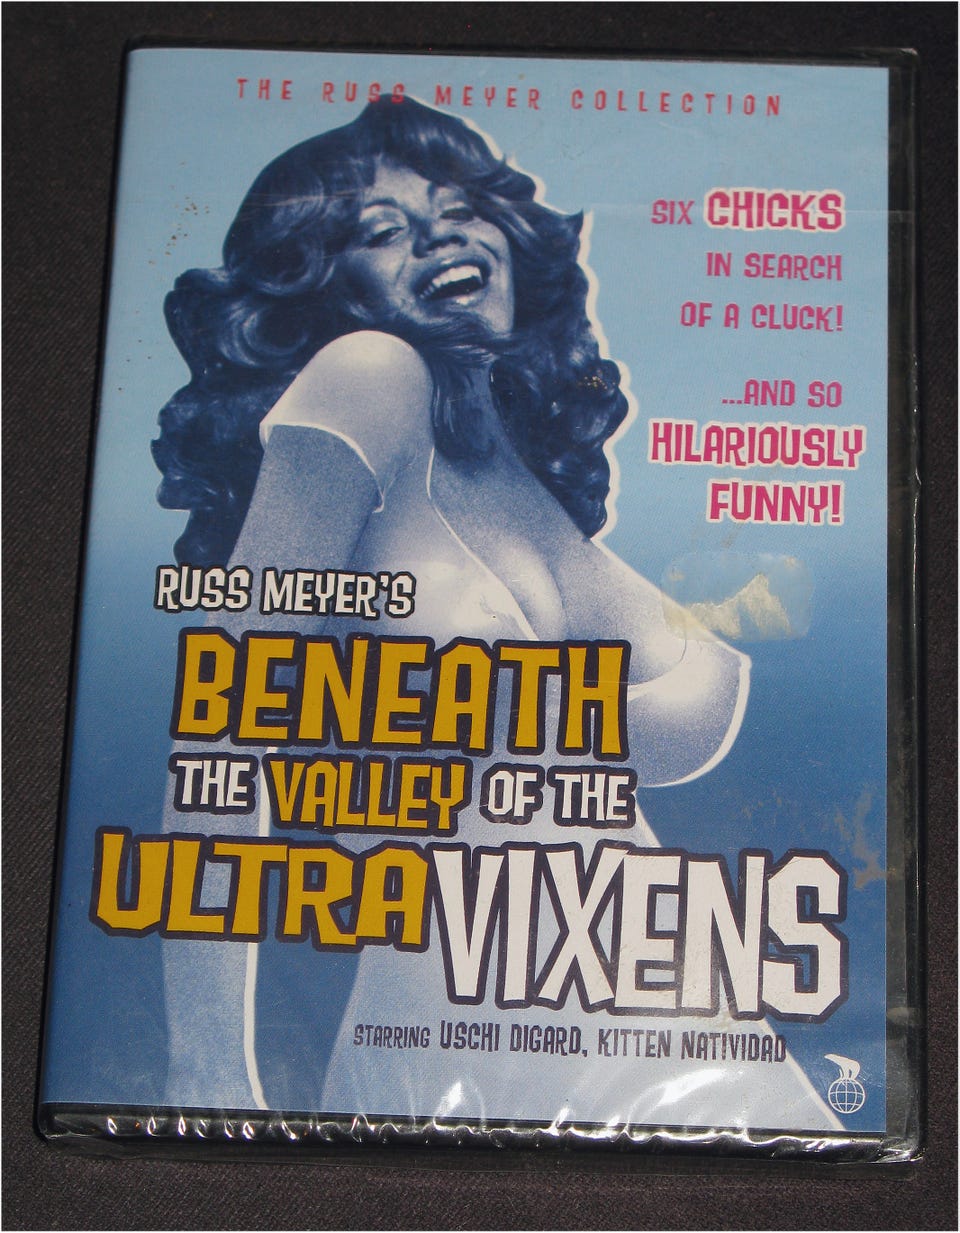 THE RUSS MEYER COLLECTION
SIX CHICKS
IN SEARCH
OF A CLUCK!
...AND SO
HILARIOUSLY
FUNNY!
RUSS MEYER'S
BENEATH
THE VALLEY OF THE
ULTRAVIXENS
STARRING USCHI DIGARD, KITTEN NATIVIDAD